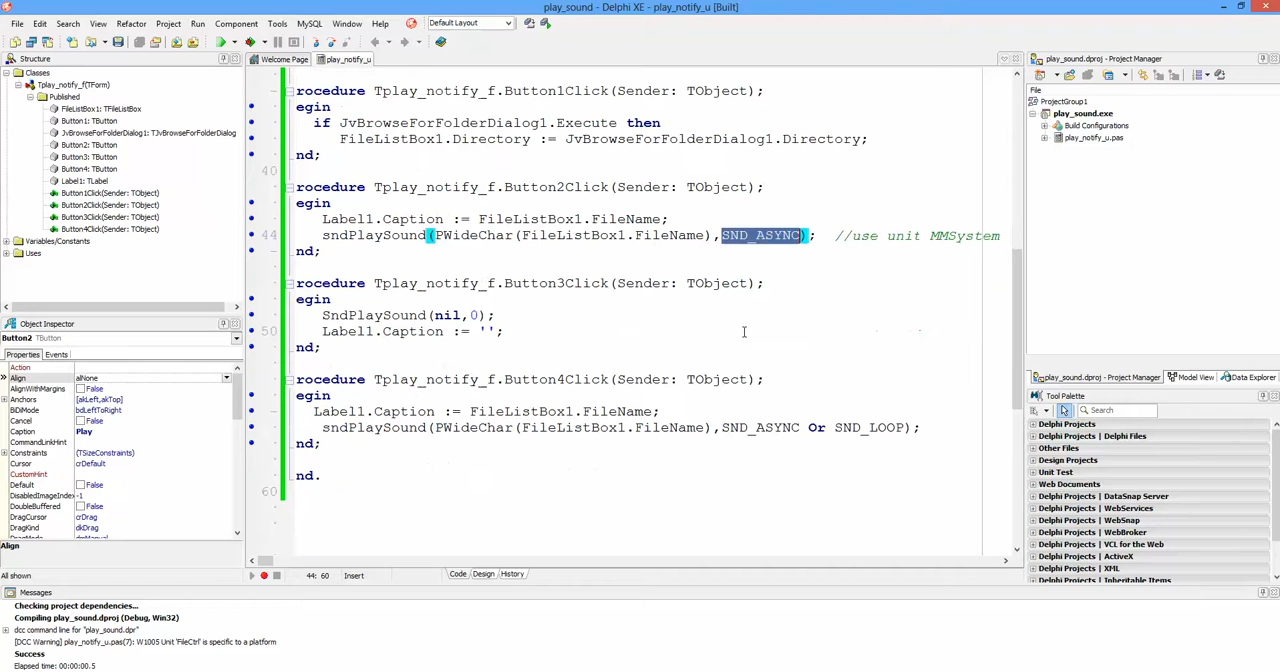 play_sound - Delphi XE - play_notify_u [Built]
File Edit Search View Refactor Project Run Component Tools MySQL Window Help
Default Layout
Structure
Classes
Tplay_notify_f(TForm)
Published
FileListBox1: TFileListBox
Button1: TButton
JvBrowseForFolderDialog1: TJvBrowseForFolderDialog
Button2: TButton
Button3: TButton
Button4: TButton
Label1: TLabel
Button1Click(Sender: TObject)
Button2Click(Sender: TObject)
Button3Click(Sender: TObject)
Button4Click(Sender: TObject)
Variables/Constants
Uses
Object Inspector
Button2 TButton
Properties Events
Action
Align alNone
AlignWithMargins False
Anchors [akLeft,akTop]
BiDiMode bdLeftToRight
Cancel False
Caption Play
CommandLinkHint
Constraints (TSizeConstraints)
Cursor crDefault
CustomHint
Default False
DisabledImageIndex -1
DoubleBuffered False
DragCursor crDrag
DragKind dkDrag
DragMode dmManual
Align
All shown
Welcome Page play_notify_u
rocedure Tplay_notify_f.Button1Click(Sender: TObject);
egin
if JvBrowseForFolderDialog1.Execute then
FileListBox1.Directory := JvBrowseForFolderDialog1.Directory;
nd;
40
rocedure Tplay_notify_f.Button2Click(Sender: TObject);
egin
Label1.Caption := FileListBox1.FileName;
44 sndPlaySound(PWideChar(FileListBox1.FileName),SND_ASYNC); //use unit MMSystem
nd;
rocedure Tplay_notify_f.Button3Click(Sender: TObject);
egin
SndPlaySound(nil,0);
50 Label1.Caption := '';
nd;
rocedure Tplay_notify_f.Button4Click(Sender: TObject);
egin
Label1.Caption := FileListBox1.FileName;
sndPlaySound(PWideChar(FileListBox1.FileName),SND_ASYNC Or SND_LOOP);
nd;
nd.
60
44: 60 Insert Code Design History
play_sound.dproj - Project Manager
File
ProjectGroup1
play_sound.exe
Build Configurations
play_notify_u.pas
play_sound.dproj - Project Manager Model View Data Explorer
Tool Palette
Search
Delphi Projects
Delphi Projects | Delphi Files
Other Files
Design Projects
Unit Test
Web Documents
Delphi Projects | DataSnap Server
Delphi Projects | WebServices
Delphi Projects | WebSnap
Delphi Projects | WebBroker
Delphi Projects | VCL for the Web
Delphi Projects | ActiveX
Delphi Projects | XML
Delphi Projects | Inheritable Items
Messages
Checking project dependencies...
Compiling play_sound.dproj (Debug, Win32)
dcc command line for "play_sound.dpr"
[DCC Warning] play_notify_u.pas(7): W1005 Unit 'FileCtrl' is specific to a platform
Success
Elapsed time: 00:00:00.5